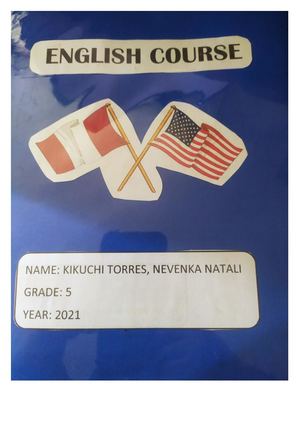 ENGLISH COURSE
NAME: KIKUCHI TORRES, NEVENKA NATALI
GRADE: 5
YEAR: 2021